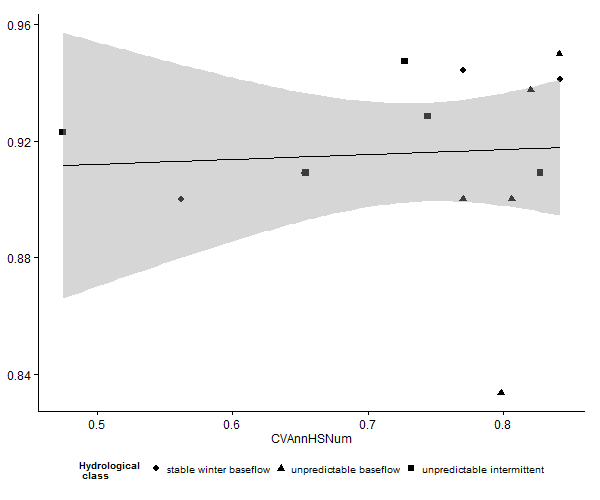 0.96
0.92
0.88
0.84
0.5 0.6 0.7 0.8
CVAnnHSNum
Hydrological
class
stable winter baseflow unpredictable baseflow unpredictable intermittent